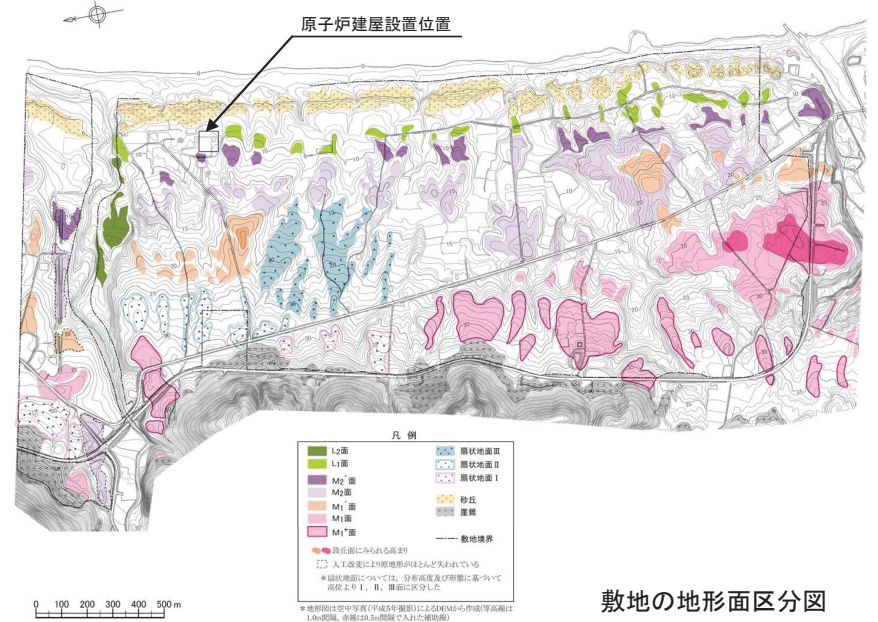 原子炉建屋設置位置
凡 例
L2面
L1面
M2´面
M2面
M1´面
M1面
M1⁺面
扇状地面Ⅲ
扇状地面Ⅱ
扇状地面Ⅰ
砂丘
崖錐
敷地境界
段丘面にみられる高まり
人工改変により原地形がほとんど失われている
＊扇状地面については，分布高度及び形態に基づいて
高位よりⅠ，Ⅱ，Ⅲ面に区分した
0 100 200 300 400 500 m
＊地形図は空中写真(平成5年撮影)によるDEMから作成(等高線は
1.0m間隔，赤線は0.5m間隔で入れた補助線)
敷地の地形面区分図